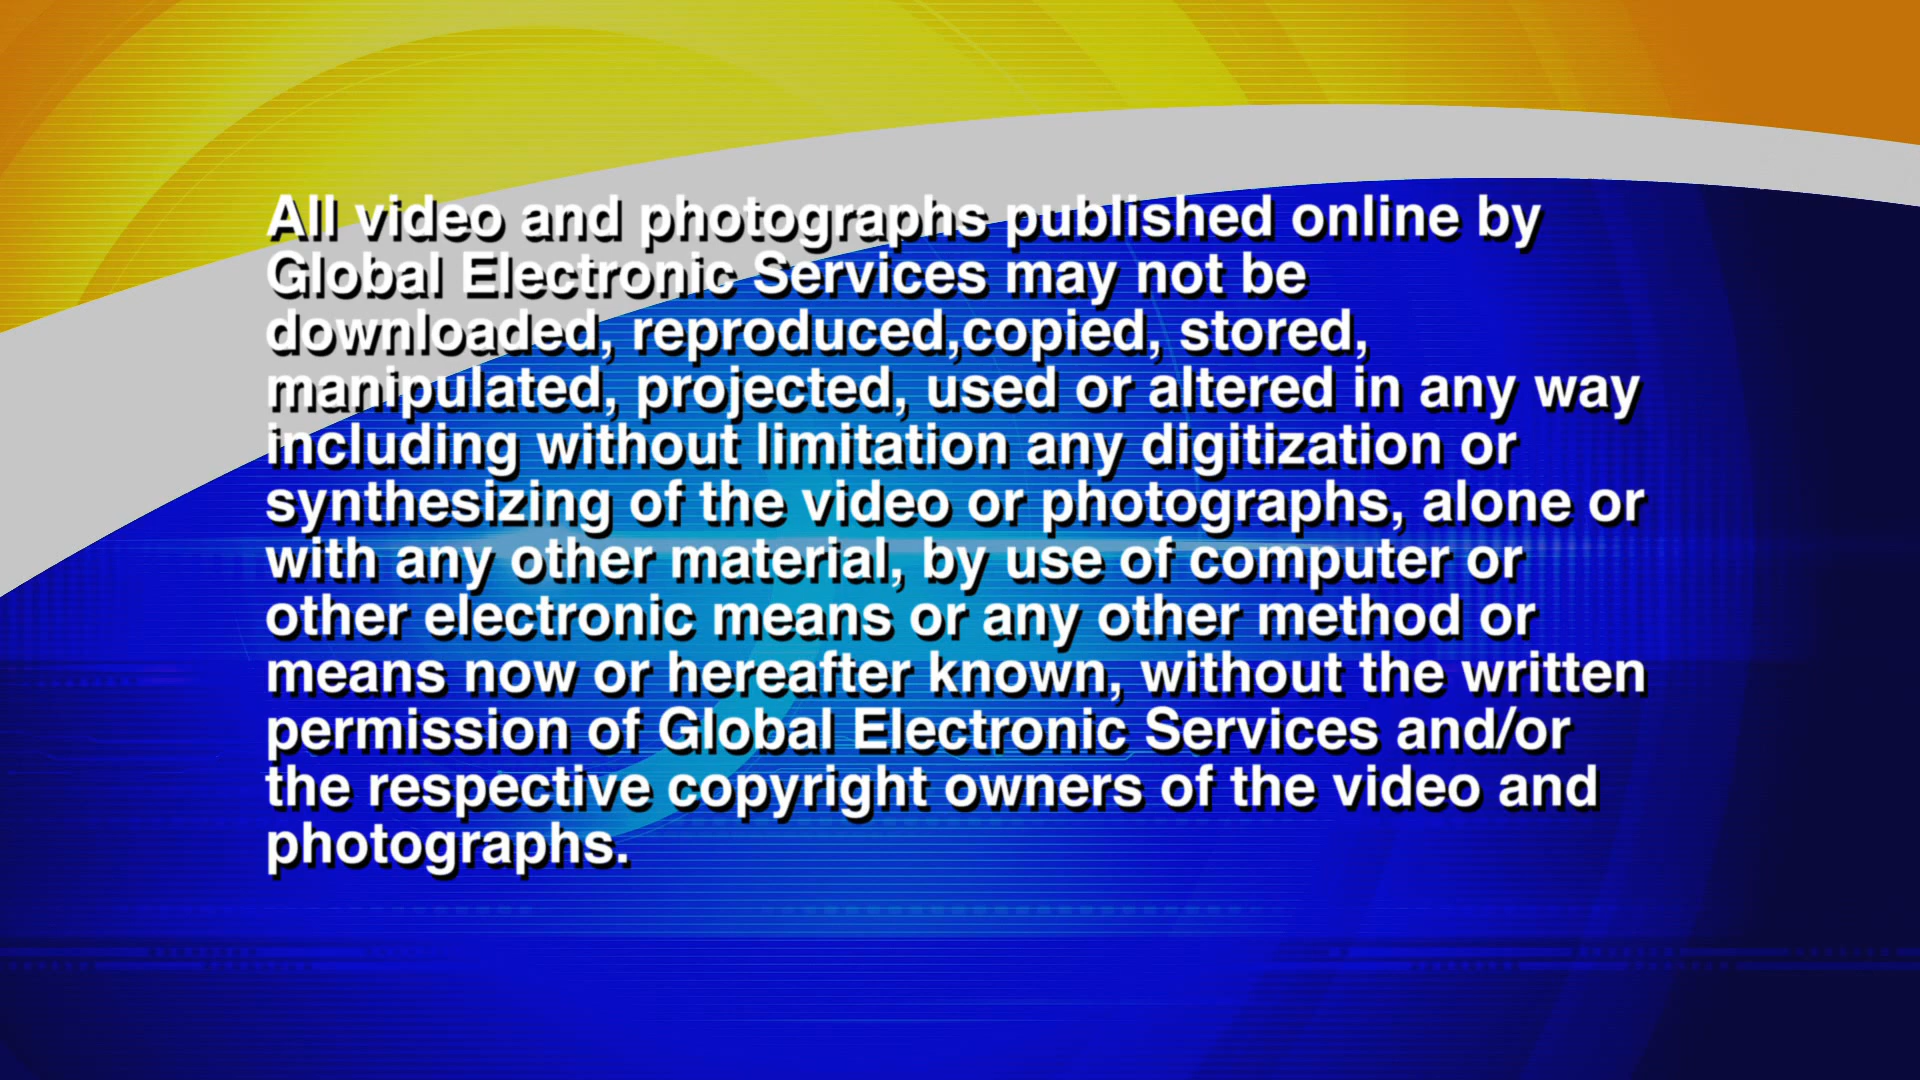 All video and photographs published online by
Global Electronic Services may not be
downloaded, reproduced,copied, stored,
manipulated, projected, used or altered in any way
including without limitation any digitization or
synthesizing of the video or photographs, alone or
with any other material, by use of computer or
other electronic means or any other method or
means now or hereafter known, without the written
permission of Global Electronic Services and/or
the respective copyright owners of the video and
photographs.